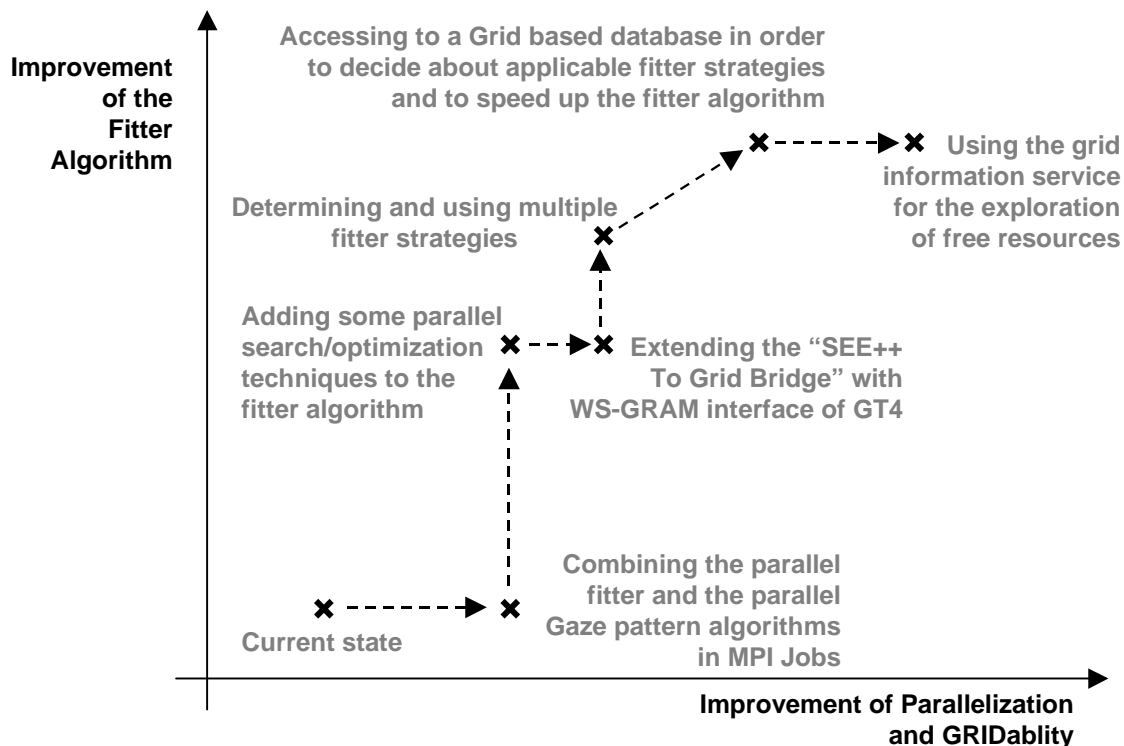 Improvement
of the
Fitter
Algorithm
Accessing to a Grid based database in order
to decide about applicable fitter strategies
and to speed up the fitter algorithm
Using the grid
information service
for the exploration
of free resources
Determining and using multiple
fitter strategies
Adding some parallel
search/optimization
techniques to the
fitter algorithm
Extending the “SEE++
To Grid Bridge” with
WS-GRAM interface of GT4
Combining the parallel
fitter and the parallel
Gaze pattern algorithms
in MPI Jobs
Current state
Improvement of Parallelization
and GRIDablity